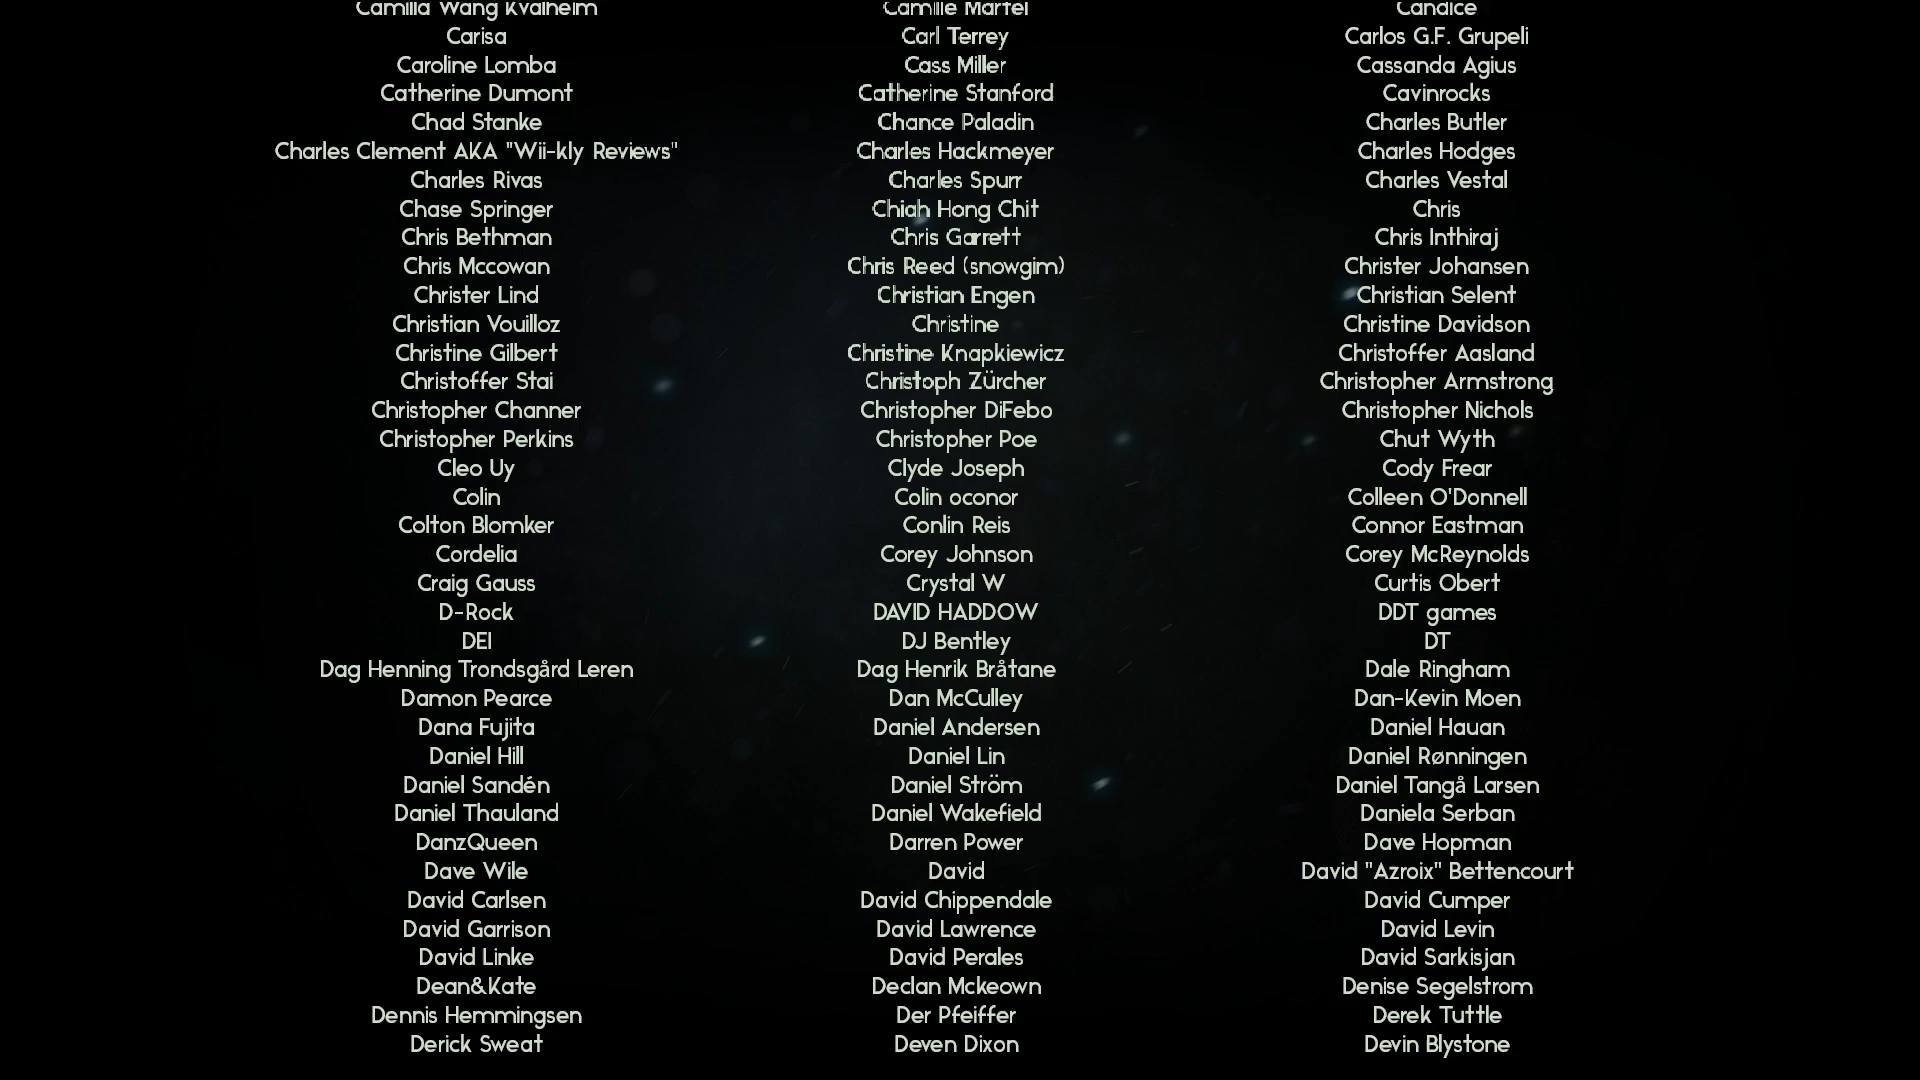 Camilla Wang Kvalheim Camille Martel Candice
Carisa Carl Terrey Carlos G.F. Grupeli
Caroline Lomba Cass Miller Cassanda Agius
Catherine Dumont Catherine Stanford Cavinrocks
Chad Stanke Chance Paladin Charles Butler
Charles Clement AKA "Wii-kly Reviews" Charles Hackmeyer Charles Hodges
Charles Rivas Charles Spurr Charles Vestal
Chase Springer Chiah Hong Chit Chris
Chris Bethman Chris Garrett Chris Inthiraj
Chris Mccowan Chris Reed (snowgim) Christer Johansen
Christer Lind Christian Engen Christian Selent
Christian Vouilloz Christine Christine Davidson
Christine Gilbert Christine Knapkiewicz Christoffer Aasland
Christoffer Stai Christoph Zürcher Christopher Armstrong
Christopher Channer Christopher DiFebo Christopher Nichols
Christopher Perkins Christopher Poe Chut Wyth
Cleo Uy Clyde Joseph Cody Frear
Colin Colin oconor Colleen O'Donnell
Colton Blomker Conlin Reis Connor Eastman
Cordelia Corey Johnson Corey McReynolds
Craig Gauss Crystal W Curtis Obert
D-Rock DAVID HADDOW DDT games
DEI DJ Bentley DT
Dag Henning Trondsgård Leren Dag Henrik Bråtane Dale Ringham
Damon Pearce Dan McCulley Dan-Kevin Moen
Dana Fujita Daniel Andersen Daniel Hauan
Daniel Hill Daniel Lin Daniel Rønningen
Daniel Sandén Daniel Ström Daniel Tangå Larsen
Daniel Thauland Daniel Wakefield Daniela Serban
DanzQueen Darren Power Dave Hopman
Dave Wile David David "Azroix" Bettencourt
David Carlsen David Chippendale David Cumper
David Garrison David Lawrence David Levin
David Linke David Perales David Sarkisjan
Dean&Kate Declan Mckeown Denise Segelstrom
Dennis Hemmingsen Der Pfeiffer Derek Tuttle
Derick Sweat Deven Dixon Devin Blystone